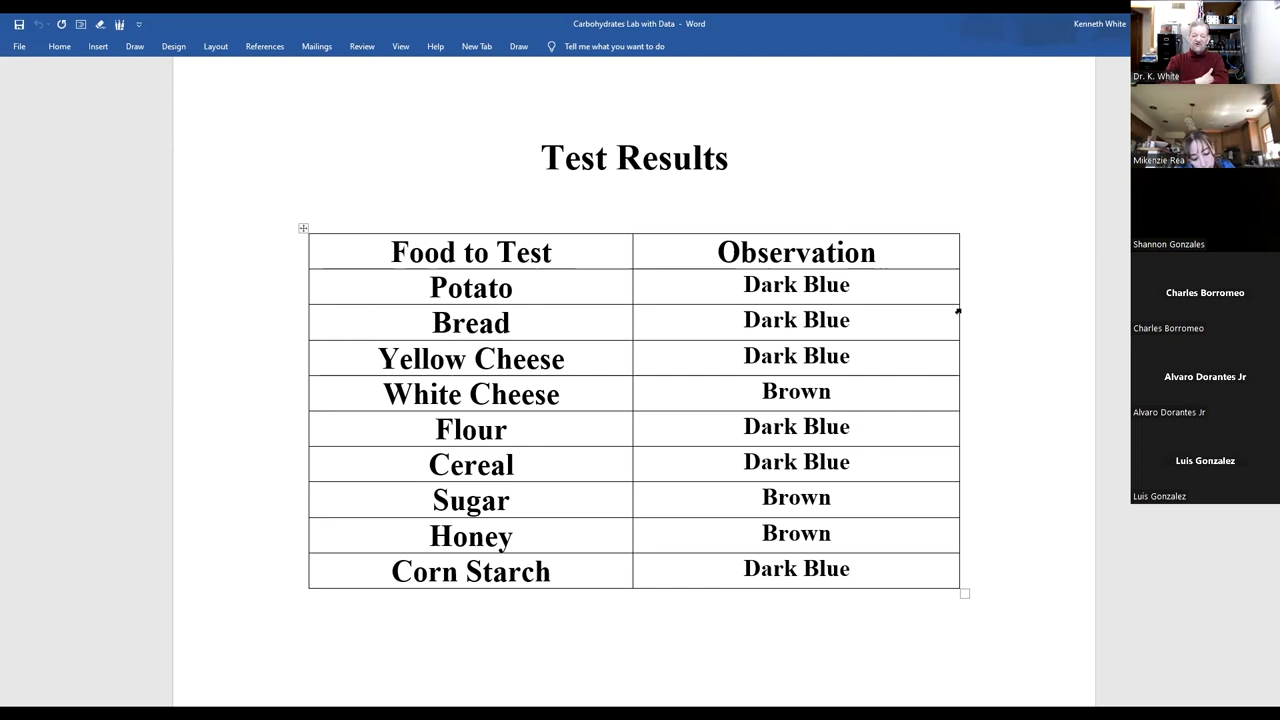 Carbohydrates Lab with Data - Word
Kenneth White
File Home Insert Draw Design Layout References Mailings Review View Help New Tab Draw Tell me what you want to do
Test Results
Food to Test Observation
Potato Dark Blue
Bread Dark Blue
Yellow Cheese Dark Blue
White Cheese Brown
Flour Dark Blue
Cereal Dark Blue
Sugar Brown
Honey Brown
Corn Starch Dark Blue
Dr. K. White
Mikenzie Rea
Shannon Gonzales
Charles Borromeo
Charles Borromeo
Alvaro Dorantes Jr
Alvaro Dorantes Jr
Luis Gonzalez
Luis Gonzalez